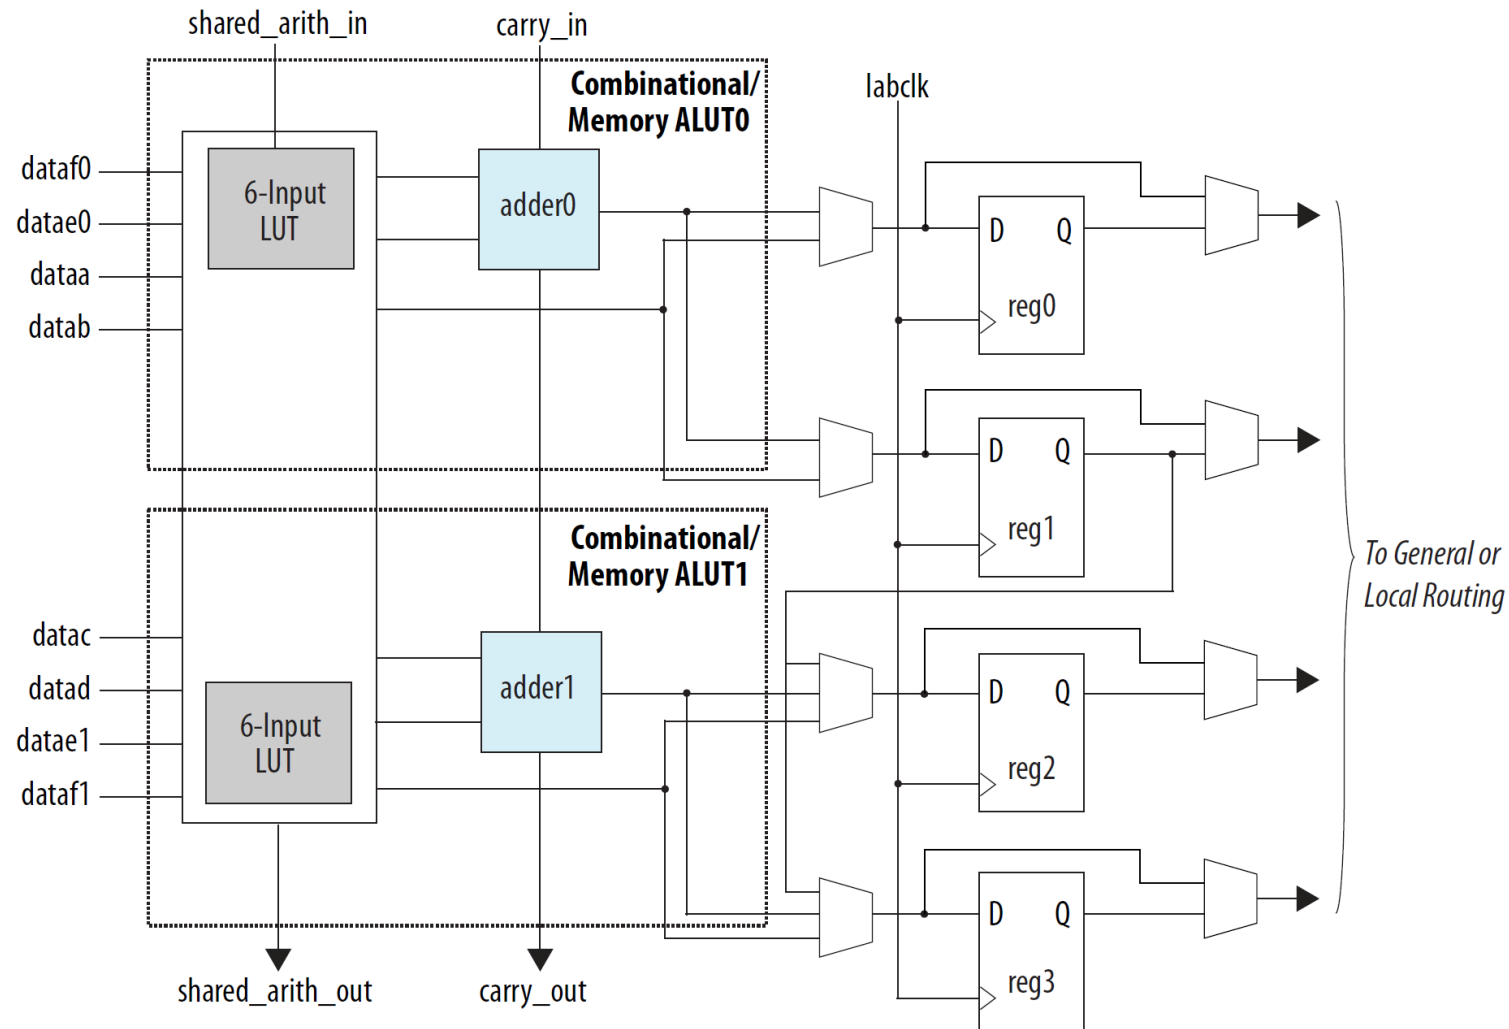 shared_arith_in
carry_in
Combinational/
Memory ALUT0
labclk
dataf0
datae0
dataa
datab
6-Input
LUT
adder0
D Q
reg0
D Q
reg1
Combinational/
Memory ALUT1
To General or
Local Routing
datac
datad
datae1
dataf1
6-Input
LUT
adder1
D Q
reg2
D Q
reg3
shared_arith_out
carry_out